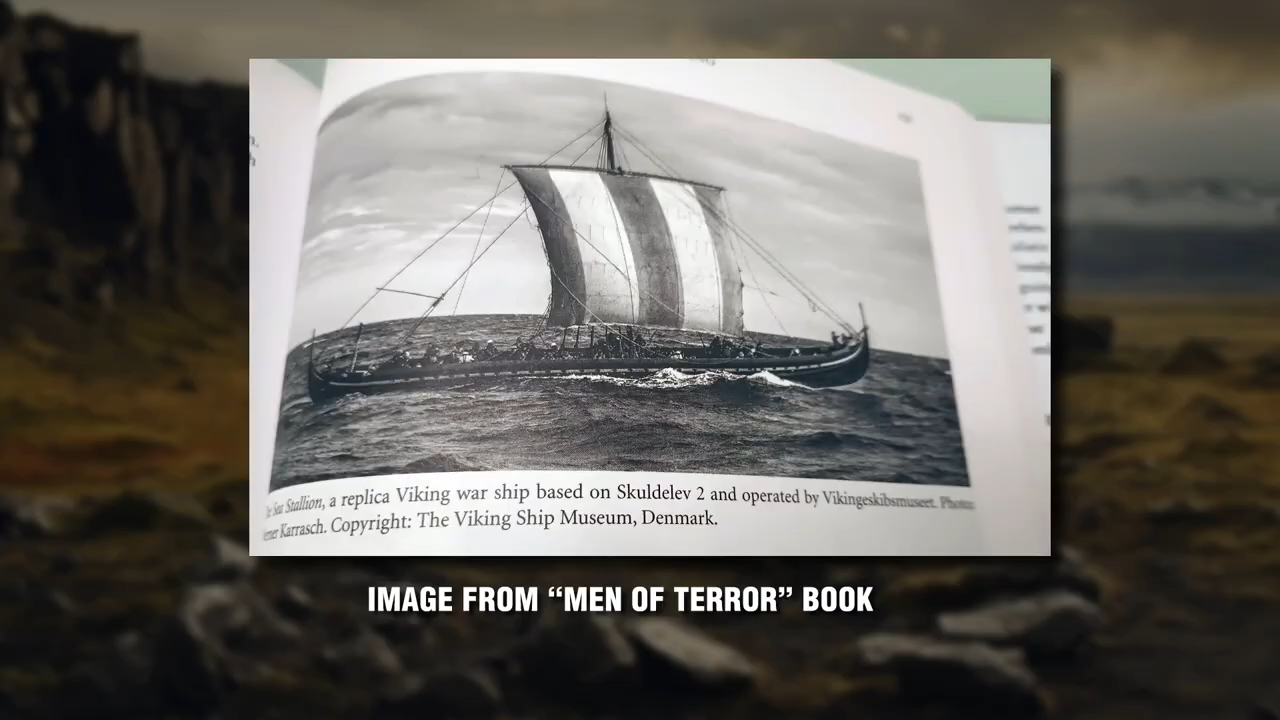 Sea Stallion, a replica Viking war ship based on Skuldelev 2 and operated by Vikingeskibsmuseet. Photo:
Karrasch. Copyright: The Viking Ship Museum, Denmark.
IMAGE FROM “MEN OF TERROR” BOOK